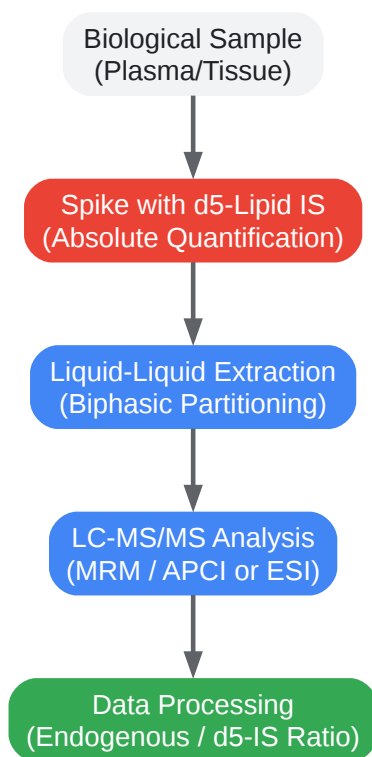 Biological Sample
(Plasma/Tissue)
Spike with d5-Lipid IS
(Absolute Quantification)
Liquid-Liquid Extraction
(Biphasic Partitioning)
LC-MS/MS Analysis
(MRM / APCI or ESI)
Data Processing
(Endogenous / d5-IS Ratio)